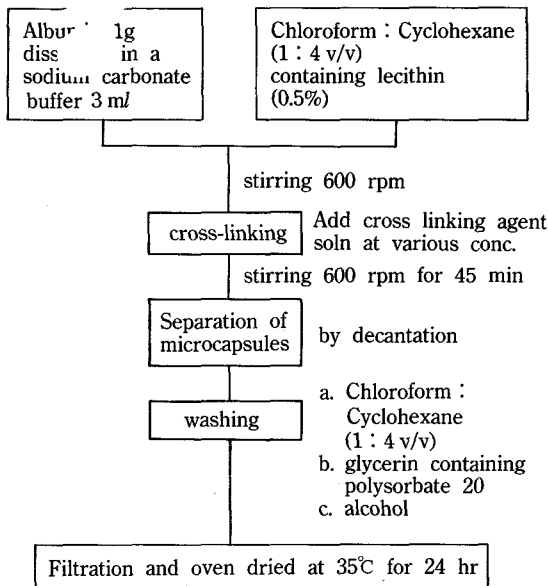 1g
in a
carbonate
buffer 3 ml
Chloroform : Cyclohexane
(1 : 4 v/v)
containing lecithin
(0.5%)
stirring 600 rpm
cross-linking
Add cross linking agent
soln at various conc.
stirring 600 rpm for 45 min
Separation of
microcapsules
by decantation
washing
a. Chloroform :
Cyclohexane
(1 : 4 v/v)
b. glycerin containing
polysorbate 20
c. alcohol
Filtration and oven dried at 35℃ for 24 hr